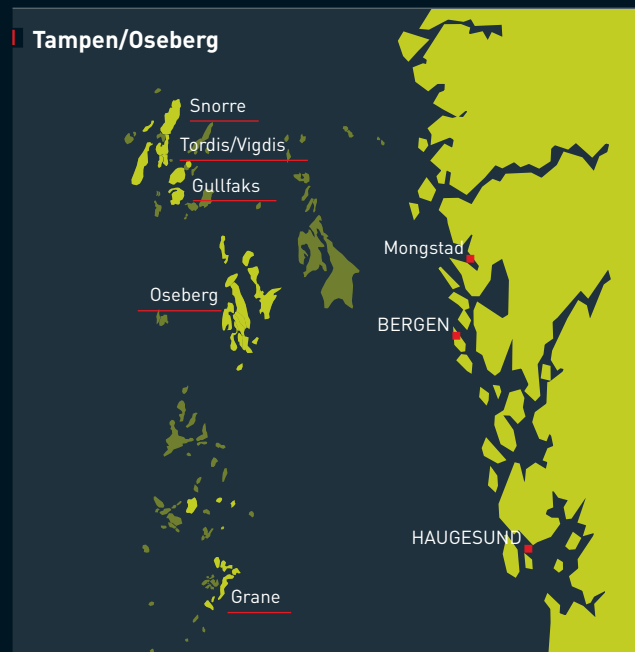 Tampen/Oseberg
Snorre
Tordis/Vigdis
Gullfaks
Mongstad
Oseberg
BERGEN
HAUGESUND
Grane